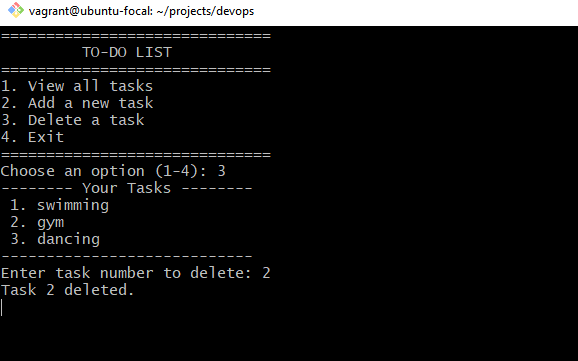 vagrant@ubuntu-focal: ~/projects/devops
==============================
         TO-DO LIST
==============================
1. View all tasks
2. Add a new task
3. Delete a task
4. Exit
==============================
Choose an option (1-4): 3
-------- Your Tasks --------
 1. swimming
 2. gym
 3. dancing
----------------------------
Enter task number to delete: 2
Task 2 deleted.